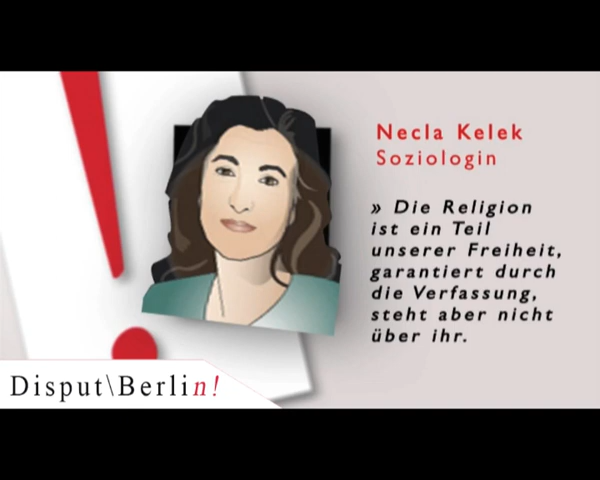 Necla Kelek
Soziologin
» Die Religion
ist ein Teil
unserer Freiheit,
garantiert durch
die Verfassung,
steht aber nicht
über ihr.
Disput\Berlin!